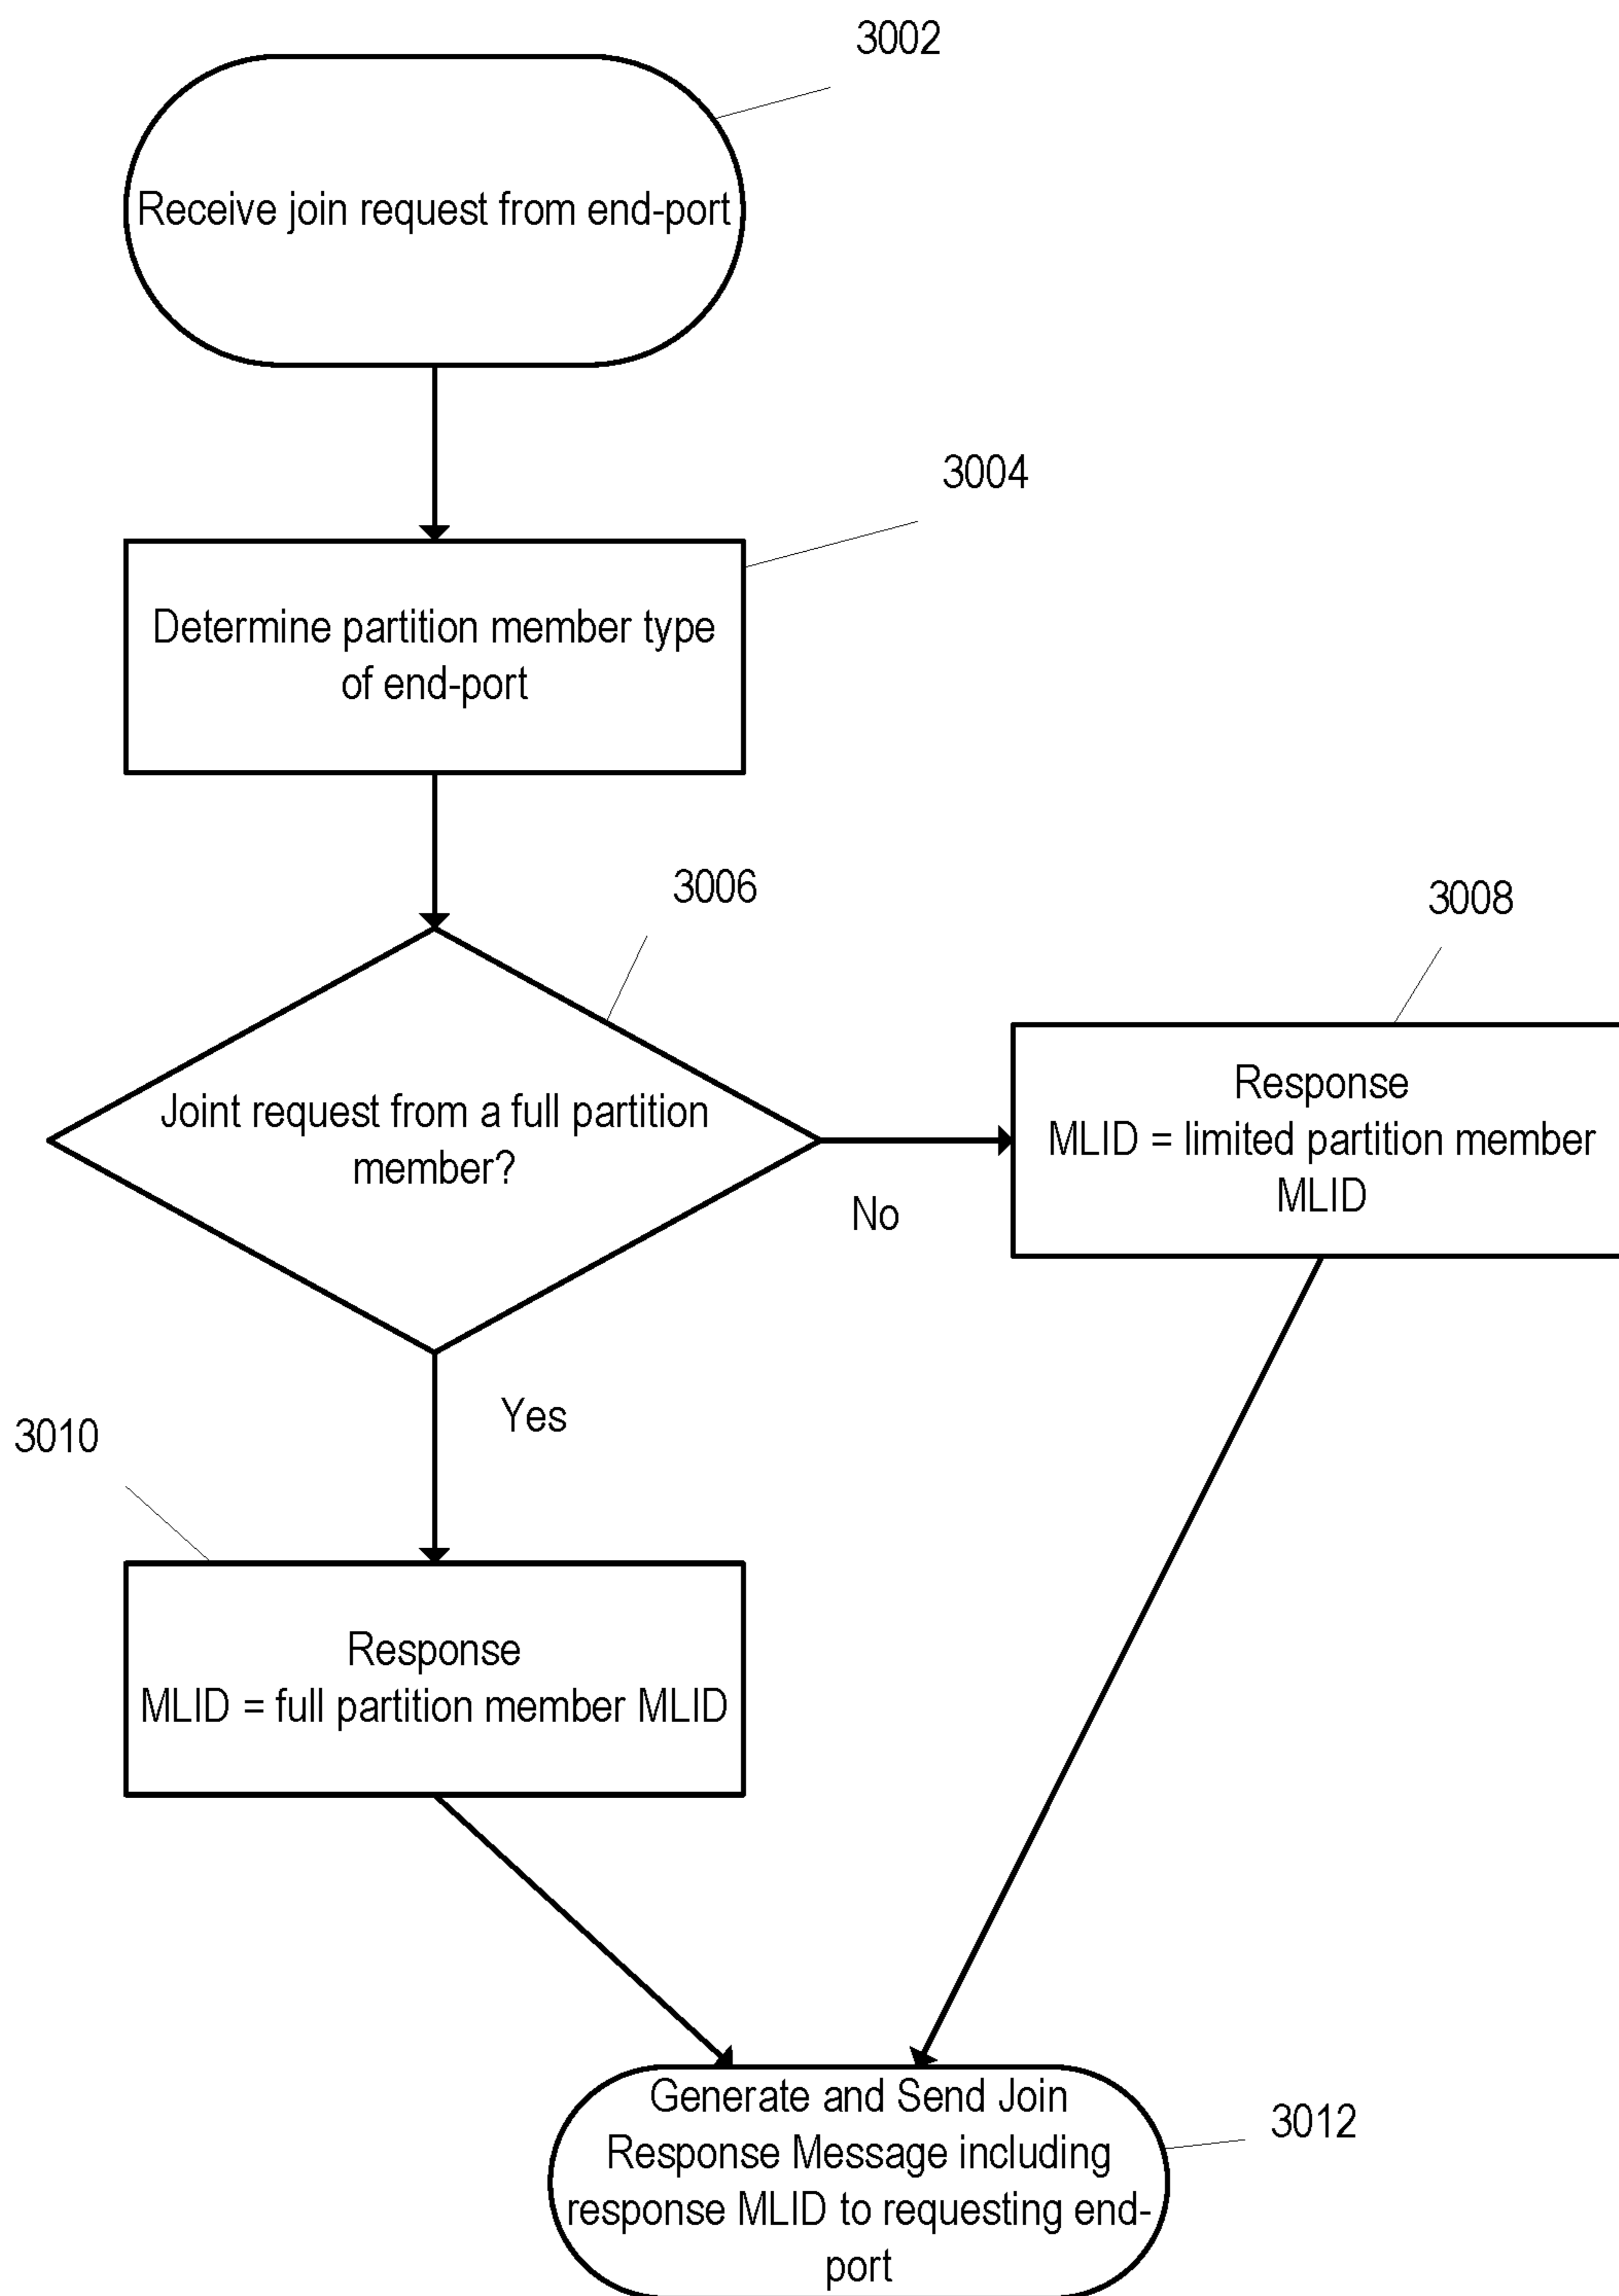 3002
Receive join request from end-port
3004
Determine partition member type
of end-port
3006
Joint request from a full partition
member?
3008
Response
MLID = limited partition member
MLID
No
Yes
3010
Response
MLID = full partition member MLID
Generate and Send Join
Response Message including
response MLID to requesting end-
port
3012